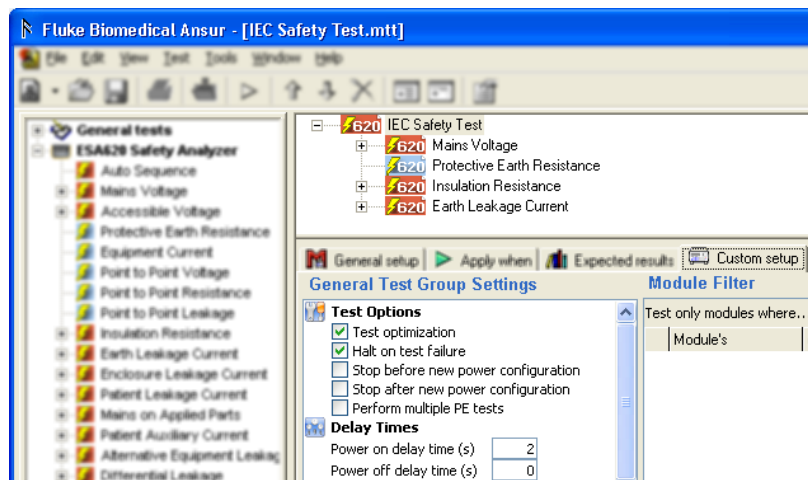 Fluke Biomedical Ansur - [IEC Safety Test.mtt]
File Edit View Test Tools Window Help
General tests
ESA620 Safety Analyzer
Auto Sequence
Mains Voltage
Accessible Voltage
Protective Earth Resistance
Equipment Current
Point to Point Voltage
Point to Point Resistance
Point to Point Leakage
Insulation Resistance
Earth Leakage Current
Enclosure Leakage Current
Patient Leakage Current
Mains on Applied Parts
Patient Auxiliary Current
Alternative Equipment Leakag
Differential Leakage
620 IEC Safety Test
620 Mains Voltage
620 Protective Earth Resistance
620 Insulation Resistance
620 Earth Leakage Current
General setup Apply when Expected results Custom setup
General Test Group Settings
Test Options
Test optimization
Halt on test failure
Stop before new power configuration
Stop after new power configuration
Perform multiple PE tests
Delay Times
Power on delay time (s) 2
Power off delay time (s) 0
Module Filter
Test only modules where..
Module's